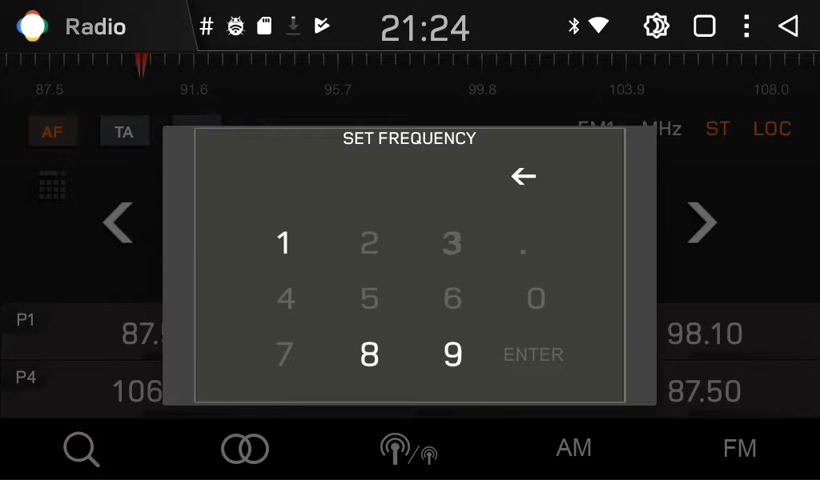 Radio
#
21:24
87.5 91.6 95.7 99.8 103.9 108.0
AF TA MHz ST LOC
SET FREQUENCY
1 2 3 .
4 5 6 0
7 8 9 ENTER
P1 98.10
P4 87.50
AM FM